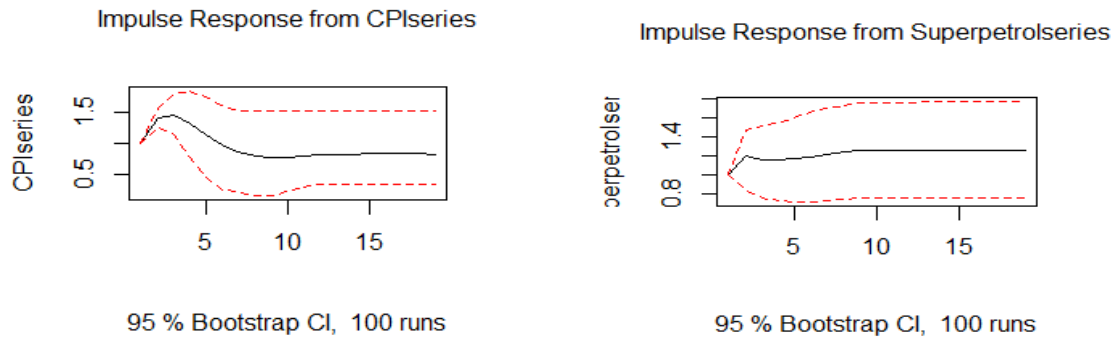 Impulse Response from CPIseries
CPIseries
0.5 1.5
5 10 15
95 % Bootstrap CI, 100 runs
Impulse Response from Superpetrolseries
perpetrolser
0.8 1.4
5 10 15
95 % Bootstrap CI, 100 runs